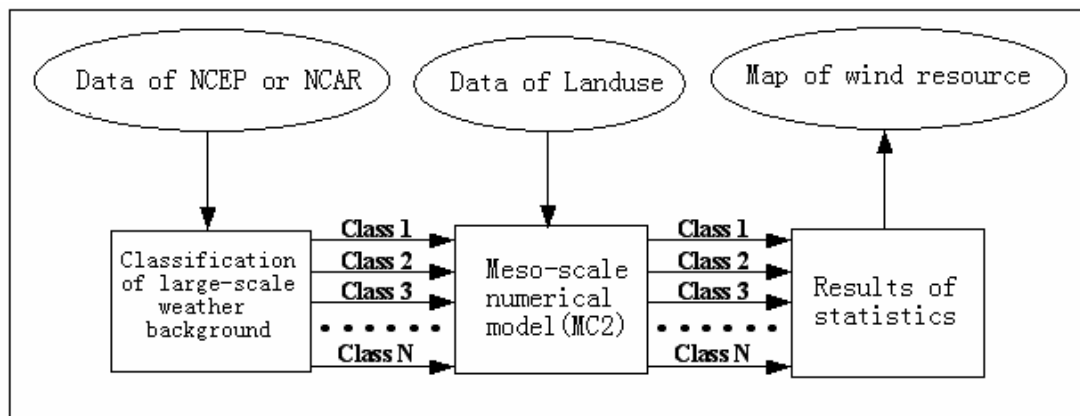 Data of NCEP or NCAR
Data of Landuse
Map of wind resource
Classification
of large-scale
weather
background
Class 1
Class 2
Class 3
Class N
Meso-scale
numerical
model(MC2)
Class 1
Class 2
Class 3
Class N
Results of
statistics